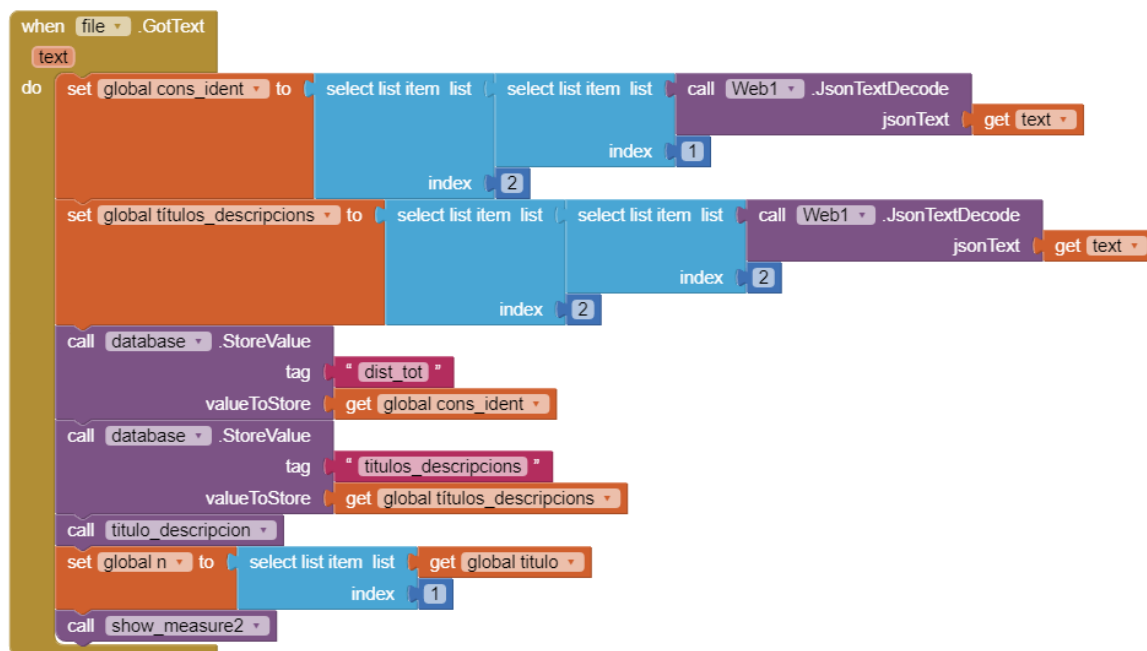 when file .GotText
text
do set global cons_ident to select list item list select list item list call Web1 .JsonTextDecode
jsonText get text
index 1
index 2
set global títulos_descripcions to select list item list select list item list call Web1 .JsonTextDecode
jsonText get text
index 2
index 2
call database .StoreValue
tag " dist_tot "
valueToStore get global cons_ident
call database .StoreValue
tag " titulos_descripcions "
valueToStore get global títulos_descripcions
call titulo_descripcion
set global n to select list item list get global titulo
index 1
call show_measure2